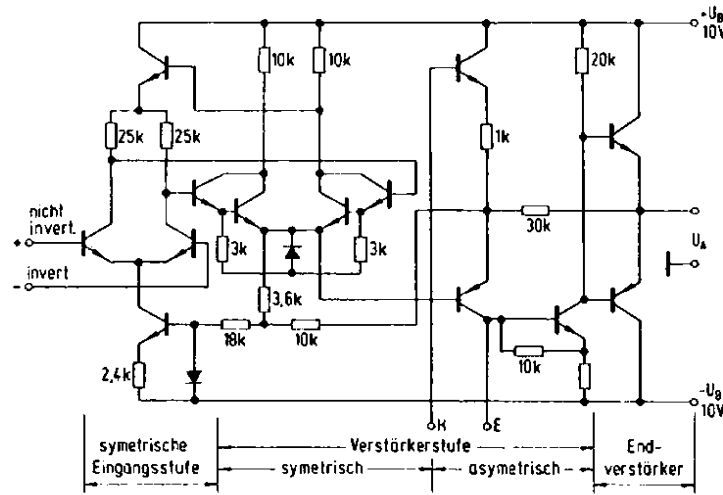 +U_B
10V
10k
10k
20k
25k
25k
1k
nicht
invert.
+
30k
U_A
3k
3k
invert
-
3,6k
18k
10k
10k
2,4k
-U_B
10V
K
E
symetrische
Eingangsstufe
Verstärkerstufe
symetrisch
asymetrisch
End-
verstärker